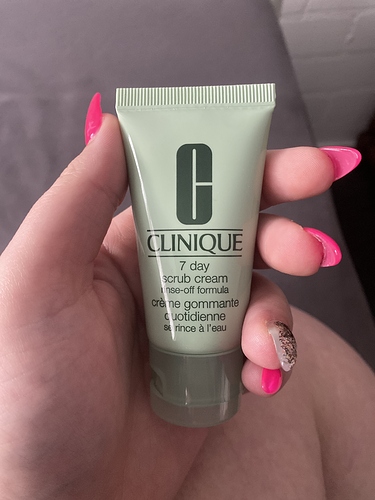 C
CLINIQUE
7 day
scrub cream
rinse-off formula
crème gommante
quotidienne
se rince à l'eau